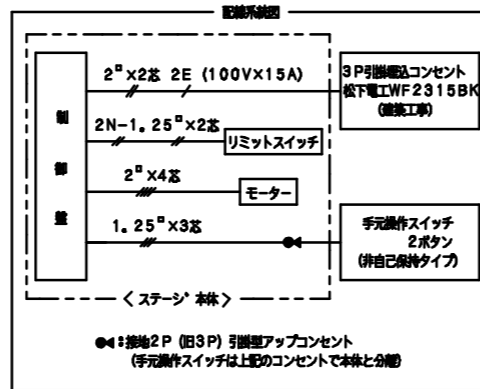 配線系統図
制御盤
2□×2芯 2E (100V×15A)
3P引掛埋込コンセント
松下電工WF2315BK
(建築工事)
2N-1.25□×2芯
リミットスイッチ
2□×4芯
モーター
1.25□×3芯
手元操作スイッチ
2ボタン
(非自己保持タイプ)
〈ステージ本体〉
:接地2P (旧3P) 引掛型アップコンセント
(手元操作スイッチは上記のコンセントで本体と分離)